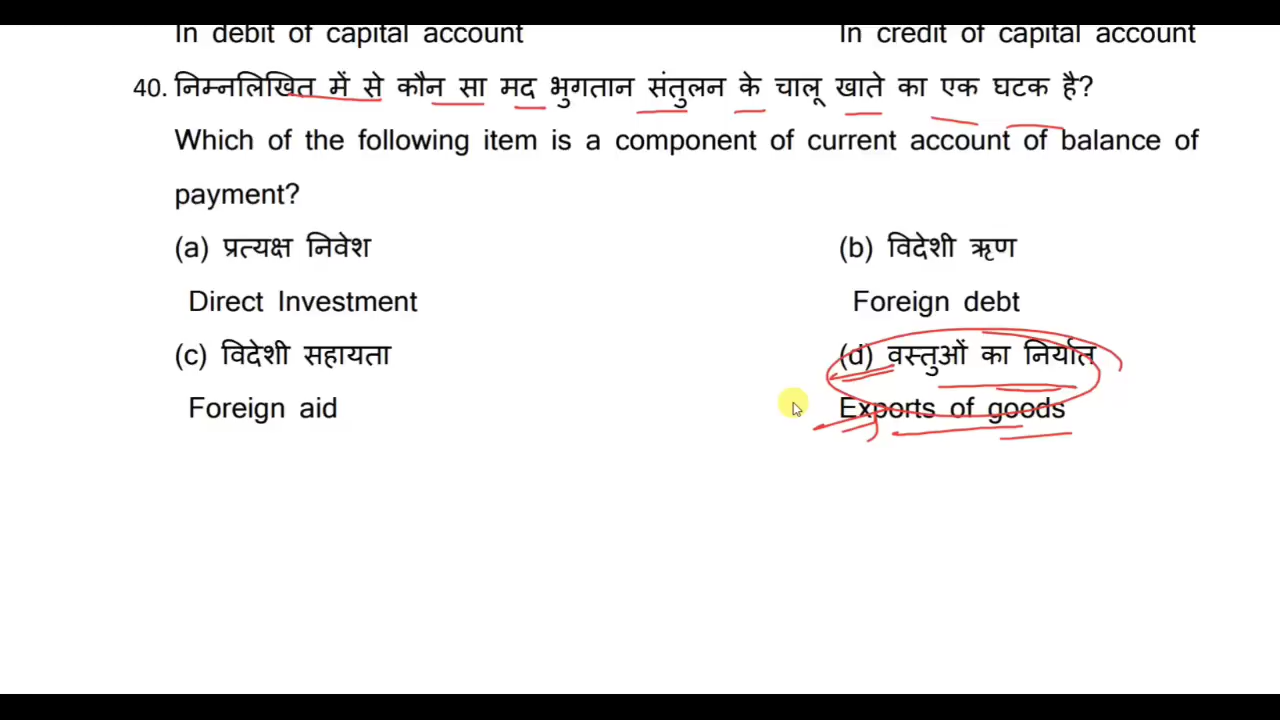 In debit of capital account In credit of capital account
40. निम्नलिखित में से कौन सा मद भुगतान संतुलन के चालू खाते का एक घटक है?
Which of the following item is a component of current account of balance of
payment?
(a) प्रत्यक्ष निवेश (b) विदेशी ऋण
Direct Investment Foreign debt
(c) विदेशी सहायता (d) वस्तुओं का निर्यात
Foreign aid Exports of goods